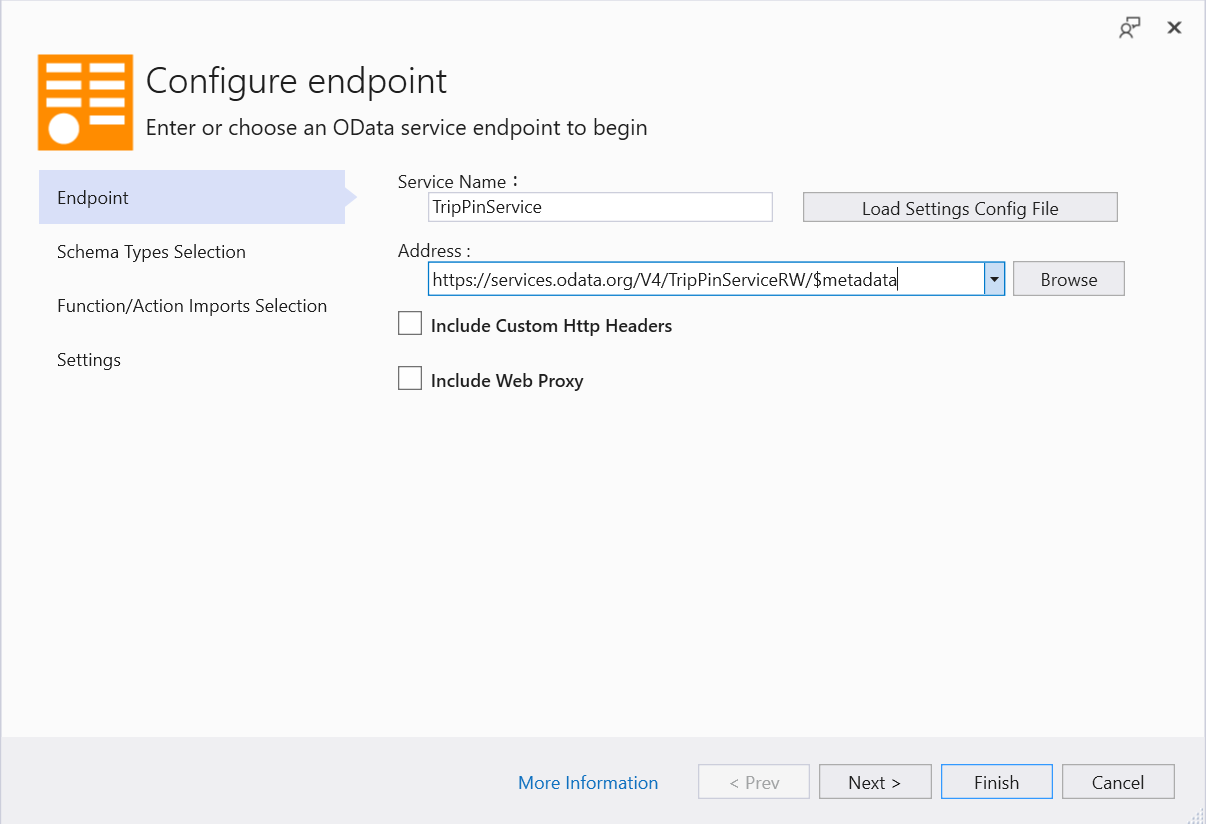 Configure endpoint
Enter or choose an OData service endpoint to begin
Endpoint
Schema Types Selection
Function/Action Imports Selection
Settings
Service Name :
TripPinService
Load Settings Config File
Address :
https://services.odata.org/V4/TripPinServiceRW/$metadata
Browse
Include Custom Http Headers
Include Web Proxy
More Information
< Prev
Next >
Finish
Cancel